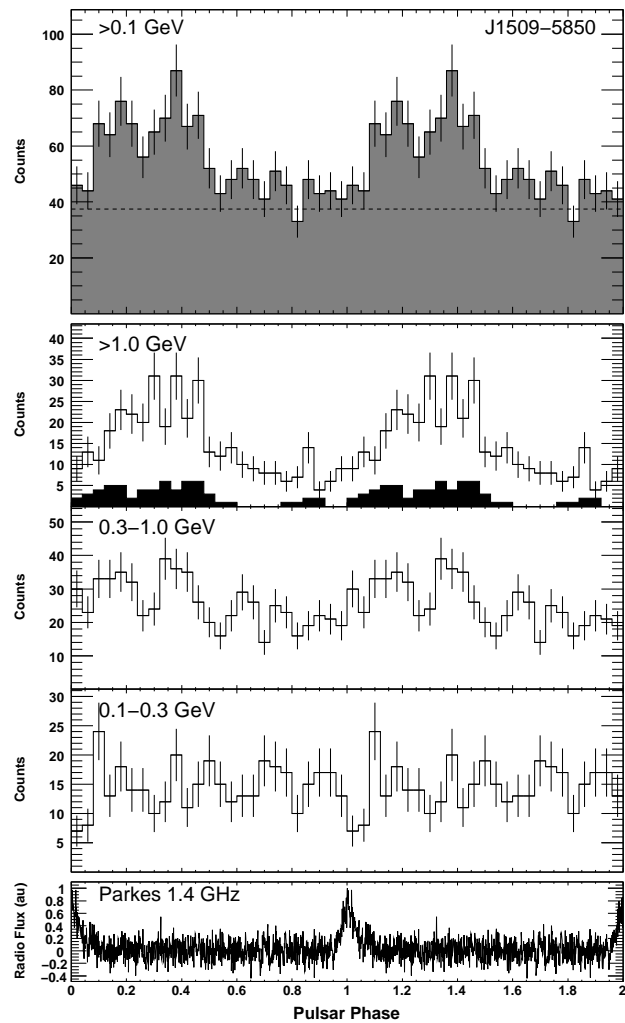 >0.1 GeV J1509−5850
100
80
60
40
20
Counts
>1.0 GeV
40
35
30
25
20
15
10
5
Counts
0.3−1.0 GeV
50
40
30
20
10
Counts
0.1−0.3 GeV
30
25
20
15
10
5
Counts
Parkes 1.4 GHz
1
0.8
0.6
0.4
0.2
0
−0.2
−0.4
Radio Flux (au)
0 0.2 0.4 0.6 0.8 1 1.2 1.4 1.6 1.8 2
Pulsar Phase